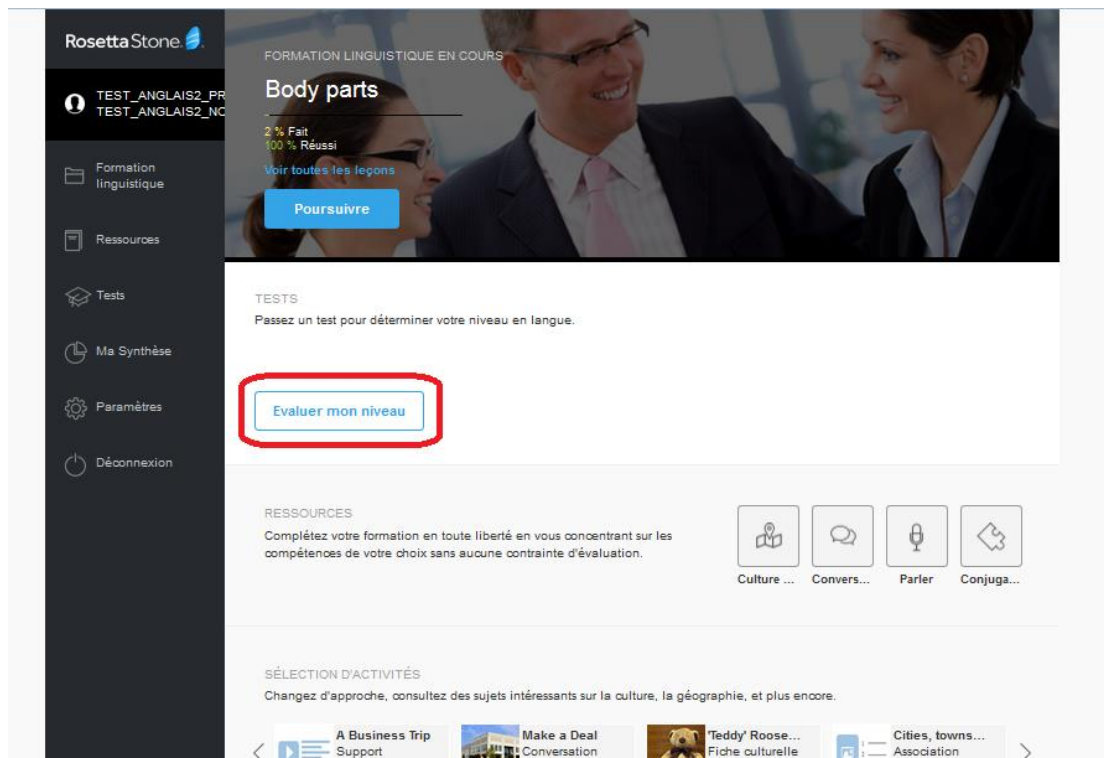 RosettaStone
TEST_ANGLAIS2_PR
TEST_ANGLAIS2_NO
Formation
linguistique
Ressources
Tests
Ma Synthèse
Paramètres
Déconnexion
FORMATION LINGUISTIQUE EN COURS
Body parts
2 % Fait
100 % Réussi
Voir toutes les leçons
Poursuivre
TESTS
Passez un test pour déterminer votre niveau en langue.
Evaluer mon niveau
RESSOURCES
Complétez votre formation en toute liberté en vous concentrant sur les
compétences de votre choix sans aucune contrainte d'évaluation.
Culture ... Convers... Parler Conjuga...
SÉLECTION D'ACTIVITÉS
Changez d'approche, consultez des sujets intéressants sur la culture, la géographie, et plus encore.
A Business Trip
Support
Make a Deal
Conversation
'Teddy' Roose...
Fiche culturelle
Cities, towns...
Association